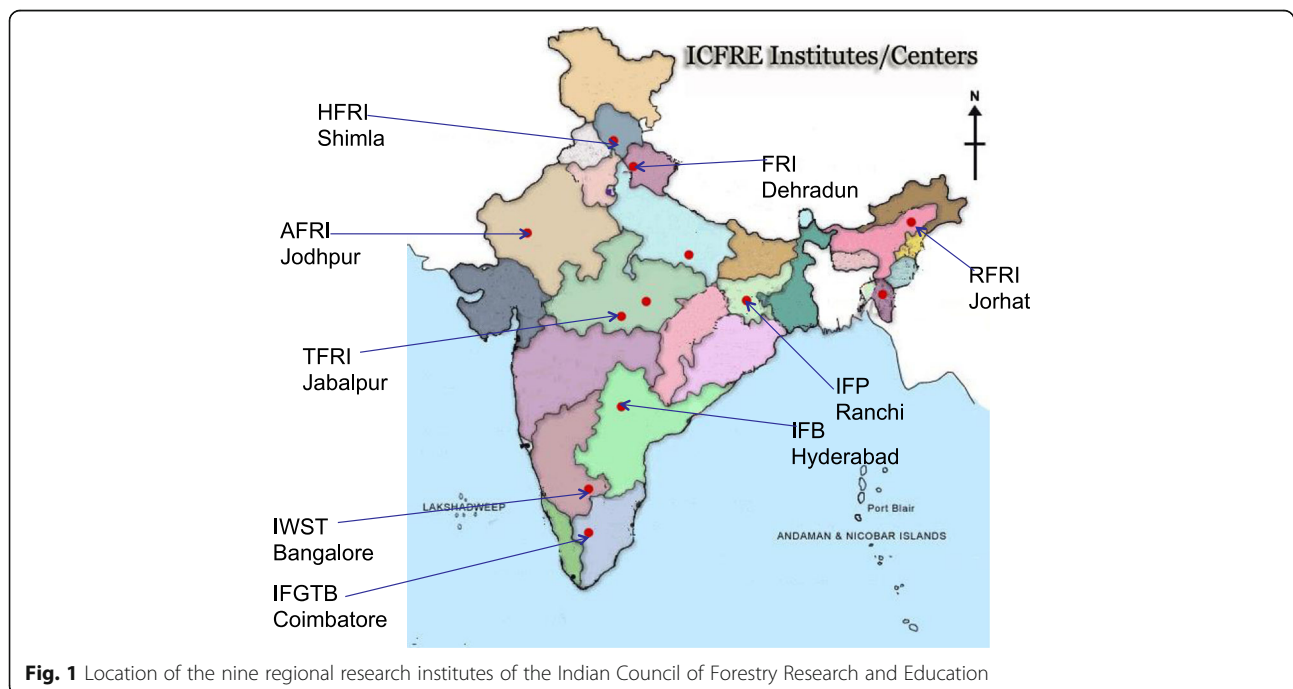 ICFRE Institutes/Centers
N
HFRI
Shimla
FRI
Dehradun
AFRI
Jodhpur
RFRI
Jorhat
TFRI
Jabalpur
IFP
Ranchi
IFB
Hyderabad
LAKSHADWEEP
Port Blair
ANDAMAN & NICOBAR ISLANDS
IWST
Bangalore
IFGTB
Coimbatore
Fig. 1 Location of the nine regional research institutes of the Indian Council of Forestry Research and Education